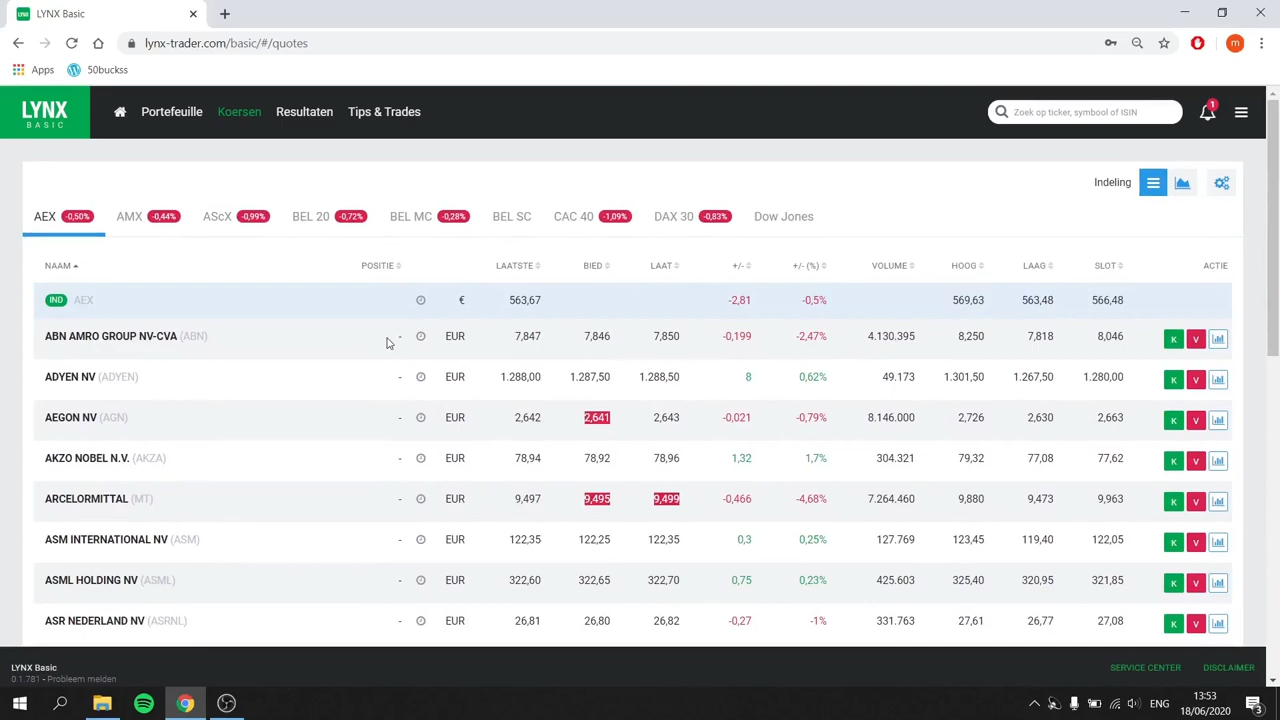 LYNX Basic
lynx-trader.com/basic/#/quotes
m
Apps 50buckss
LYNX BASIC
Portefeuille Koersen Resultaten Tips & Trades
Zoek op ticker, symbool of ISIN
1
Indeling
AEX -0,50% AMX -0,44% AScX -0,99% BEL 20 -0,72% BEL MC -0,28% BEL SC CAC 40 -1,09% DAX 30 -0,83% Dow Jones
NAAM POSITIE LAATSTE BIED LAAT +/- +/- (%) VOLUME HOOG LAAG SLOT ACTIE
IND AEX € 563,67 -2,81 -0,5% 569,63 563,48 566,48
ABN AMRO GROUP NV-CVA (ABN) - EUR 7,847 7,846 7,850 -0,199 -2,47% 4.130.395 8,250 7,818 8,046 K V
ADYEN NV (ADYEN) - EUR 1.288,00 1.287,50 1.288,50 8 0,62% 49.173 1.301,50 1.267,50 1.280,00 K V
AEGON NV (AGN) - EUR 2,642 2,641 2,643 -0,021 -0,79% 8.146.000 2,726 2,630 2,663 K V
AKZO NOBEL N.V. (AKZA) - EUR 78,94 78,92 78,96 1,32 1,7% 304.321 79,32 77,08 77,62 K V
ARCELORMITTAL (MT) - EUR 9,497 9,495 9,499 -0,466 -4,68% 7.264.460 9,880 9,473 9,963 K V
ASM INTERNATIONAL NV (ASM) - EUR 122,35 122,25 122,35 0,3 0,25% 127.769 123,45 119,40 122,05 K V
ASML HOLDING NV (ASML) - EUR 322,60 322,65 322,70 0,75 0,23% 425.603 325,40 320,95 321,85 K V
ASR NEDERLAND NV (ASRNL) - EUR 26,81 26,80 26,82 -0,27 -1% 331.763 27,61 26,77 27,08 K V
LYNX Basic SERVICE CENTER DISCLAIMER
0.1.781 - Probleem melden
ENG 13:53
18/06/2020 3